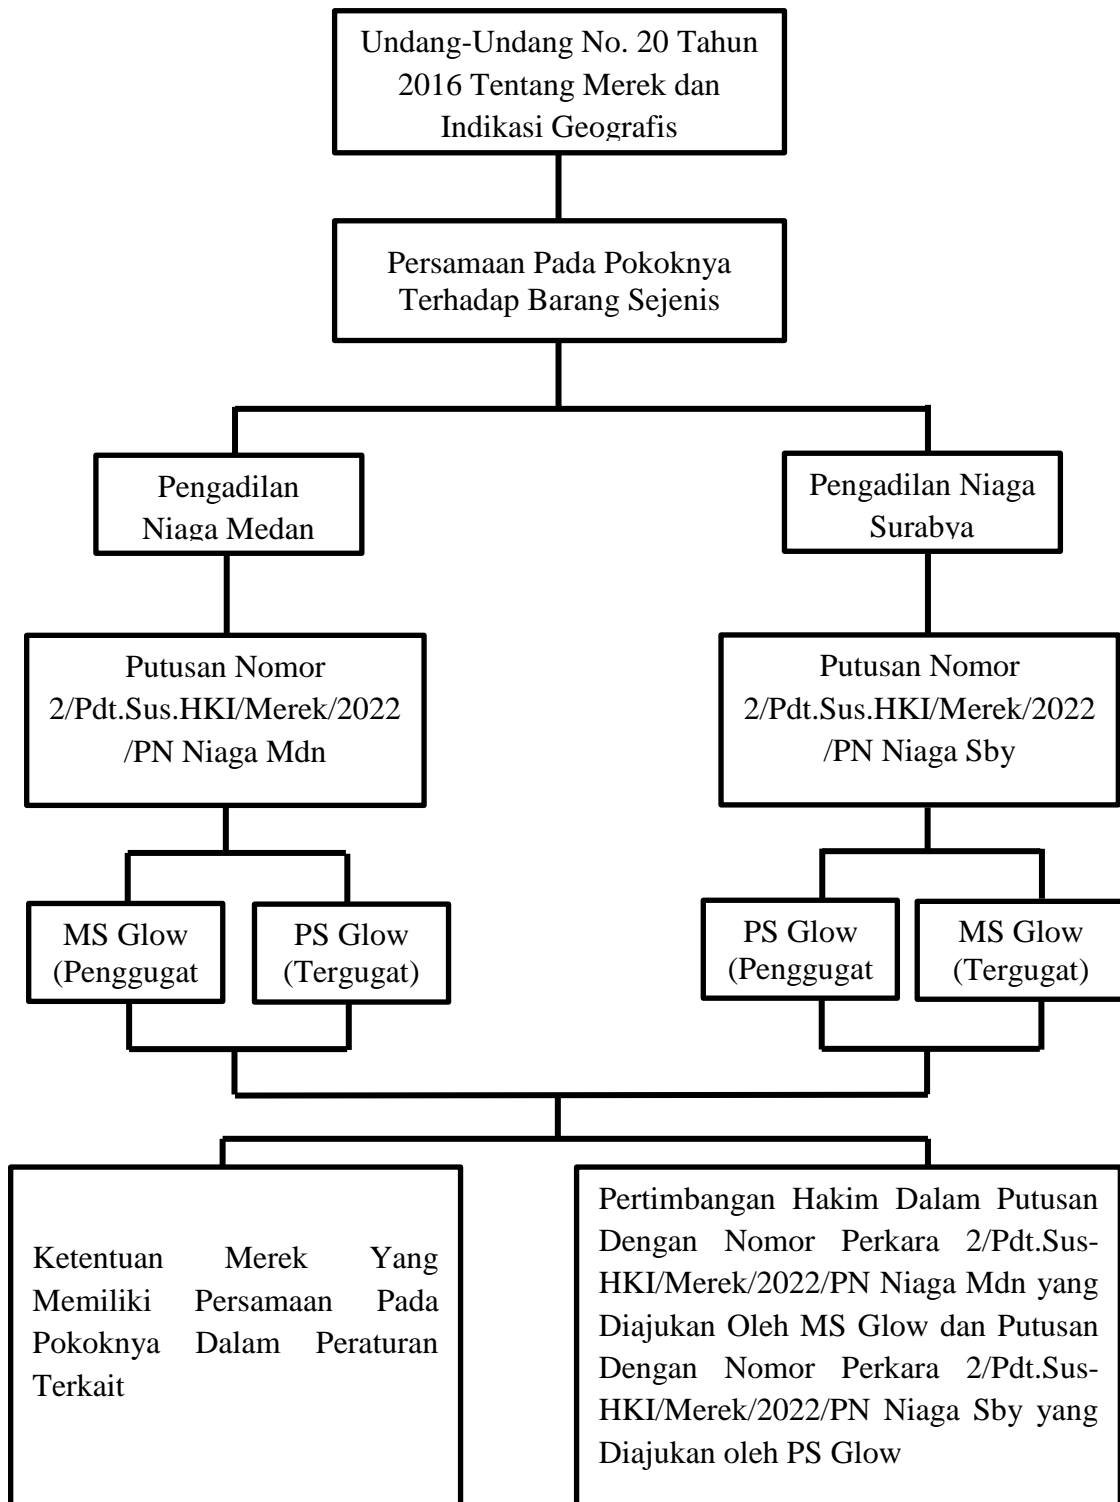 Undang-Undang No. 20 Tahun
2016 Tentang Merek dan
Indikasi Geografis
Persamaan Pada Pokoknya
Terhadap Barang Sejenis
Pengadilan
Niaga Medan
Pengadilan Niaga
Surabya
Putusan Nomor
2/Pdt.Sus.HKI/Merek/2022
/PN Niaga Mdn
Putusan Nomor
2/Pdt.Sus.HKI/Merek/2022
/PN Niaga Sby
MS Glow
(Penggugat
PS Glow
(Tergugat)
PS Glow
(Penggugat
MS Glow
(Tergugat)
Ketentuan Merek Yang
Memiliki Persamaan Pada
Pokoknya Dalam Peraturan
Terkait
Pertimbangan Hakim Dalam Putusan
Dengan Nomor Perkara 2/Pdt.Sus-
HKI/Merek/2022/PN Niaga Mdn yang
Diajukan Oleh MS Glow dan Putusan
Dengan Nomor Perkara 2/Pdt.Sus-
HKI/Merek/2022/PN Niaga Sby yang
Diajukan oleh PS Glow